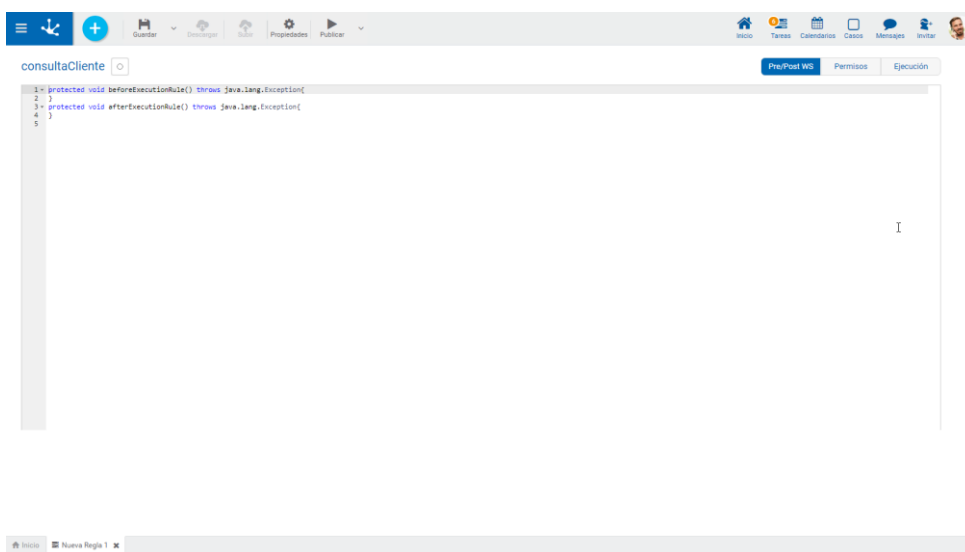 Guardar
Descargar
Subir
Propiedades
Publicar
Inicio
Tareas
Calendarios
Casos
Mensajes
Invitar
consultaCliente
Pre/Post WS
Permisos
Ejecución
1 protected void beforeExecutionRule() throws java.lang.Exception{
2 }
3 protected void afterExecutionRule() throws java.lang.Exception{
4 }
5
Inicio
Nueva Regla 1